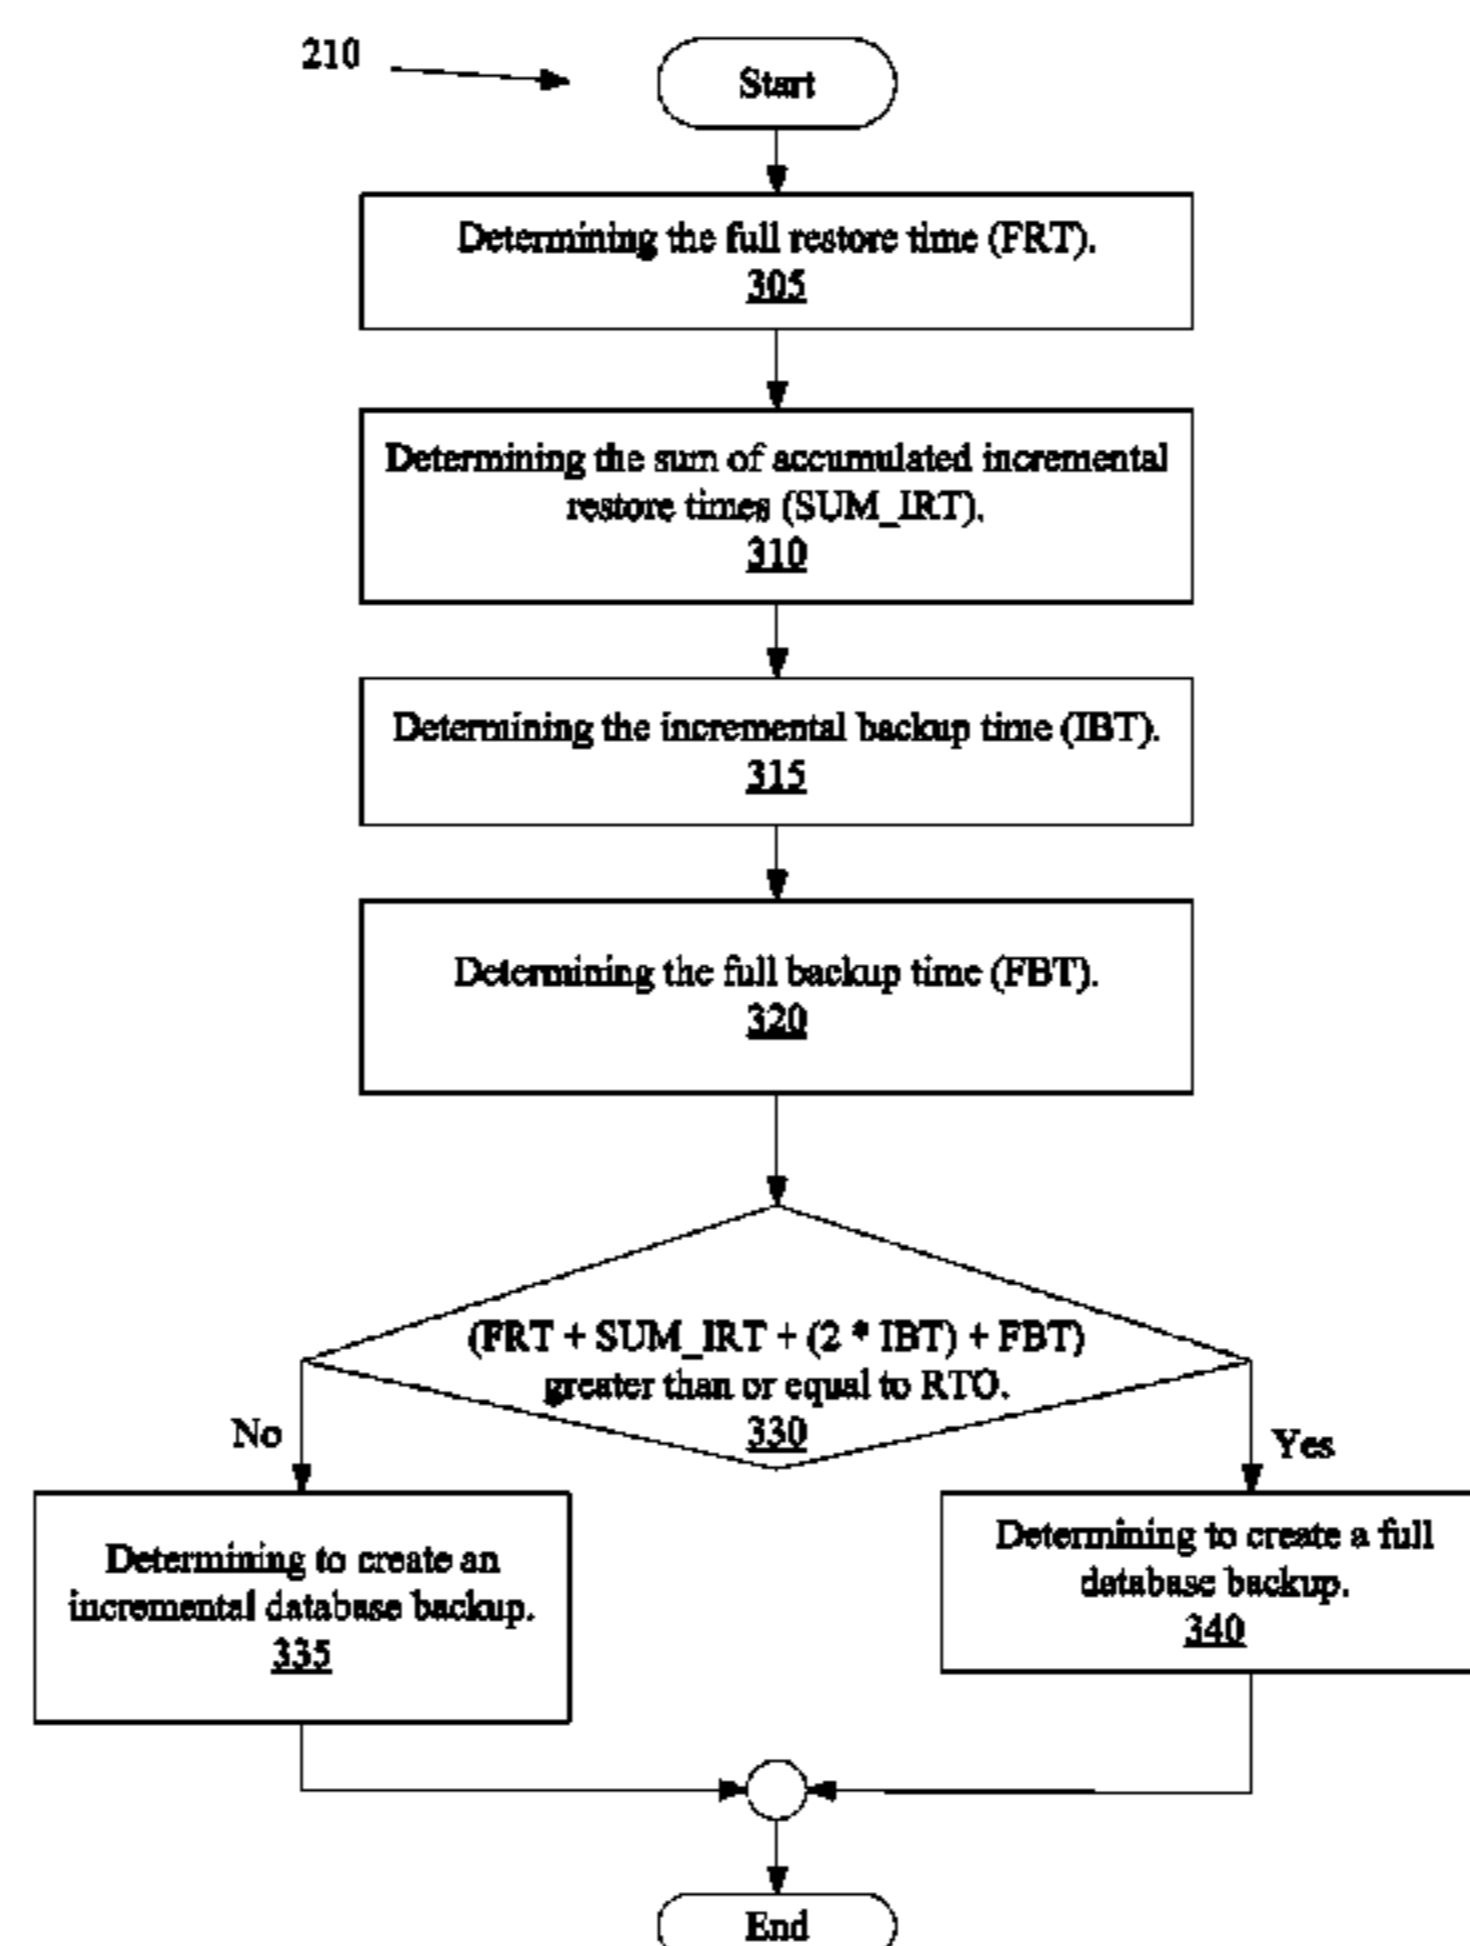 210
Start
Determining the full restore time (FRT).
305
Determining the sum of accumulated incremental
restore times (SUM_IRT).
310
Determining the incremental backup time (IBT).
315
Determining the full backup time (FBT).
320
(FRT + SUM_IRT + (2 * IBT) + FBT)
greater than or equal to RTO.
330
No
Yes
Determining to create an
incremental database backup.
335
Determining to create a full
database backup.
340
End